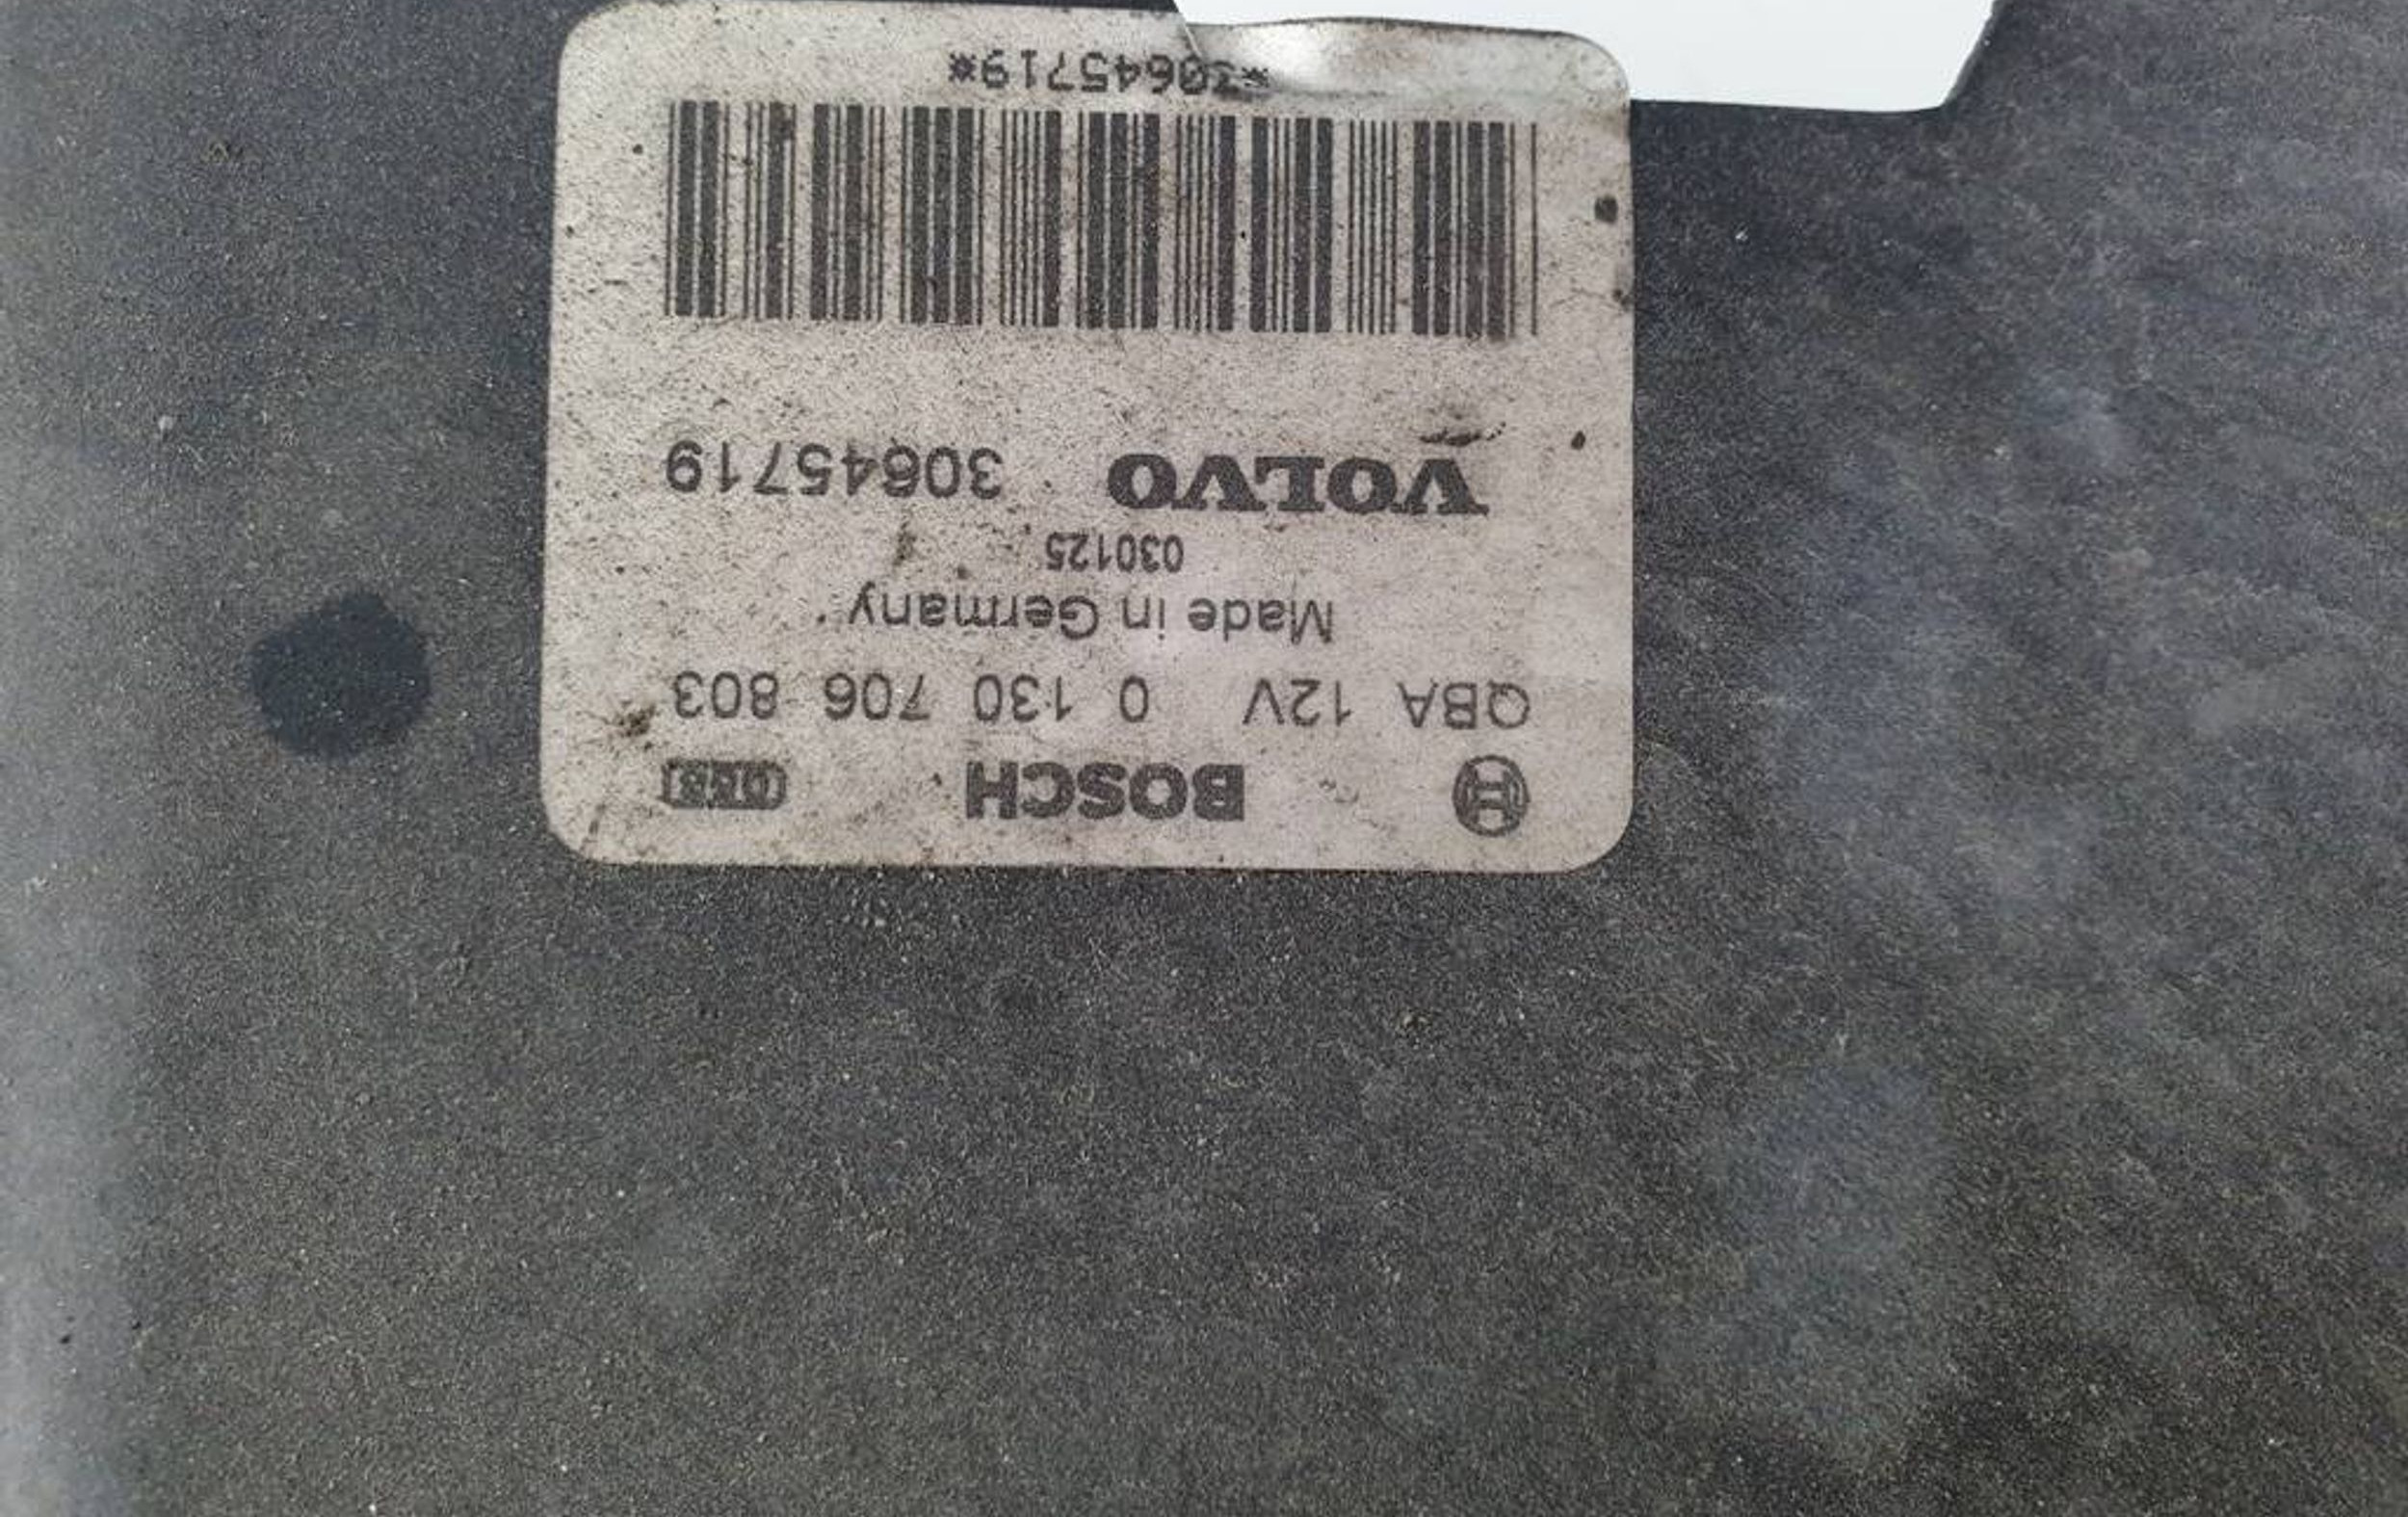 BOSCH
QBA 12V 0 130 706 803
Made in Germany
030125
VOLVO 30645719
*30645719*